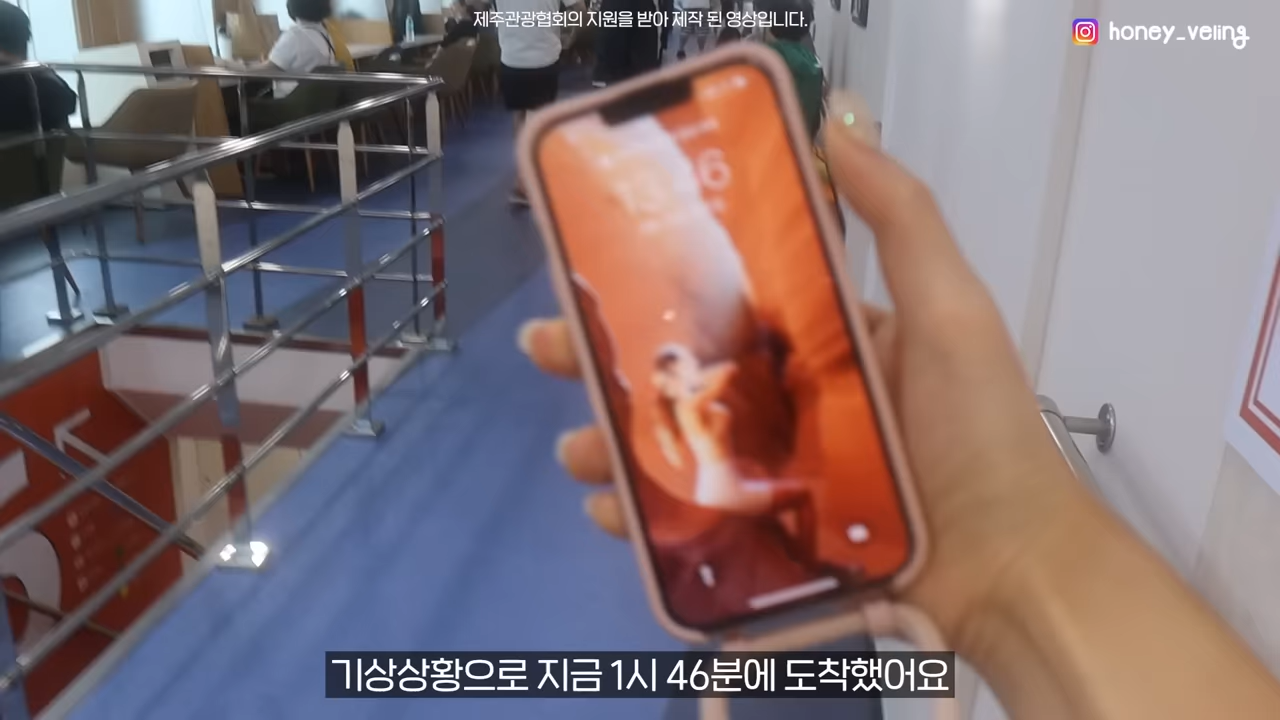 제주관광협회의 지원을 받아 제작 된 영상입니다.
honey_veling
기상상황으로 지금 1시 46분에 도착했어요